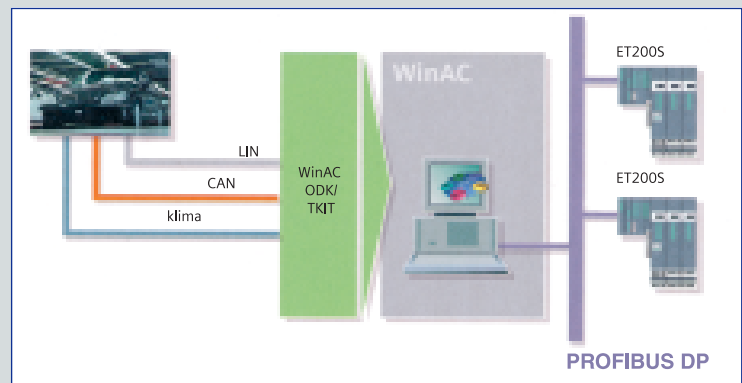 WinAC
ET200S
LIN
CAN
klima
WinAC
ODK/
TKIT
ET200S
PROFIBUS DP